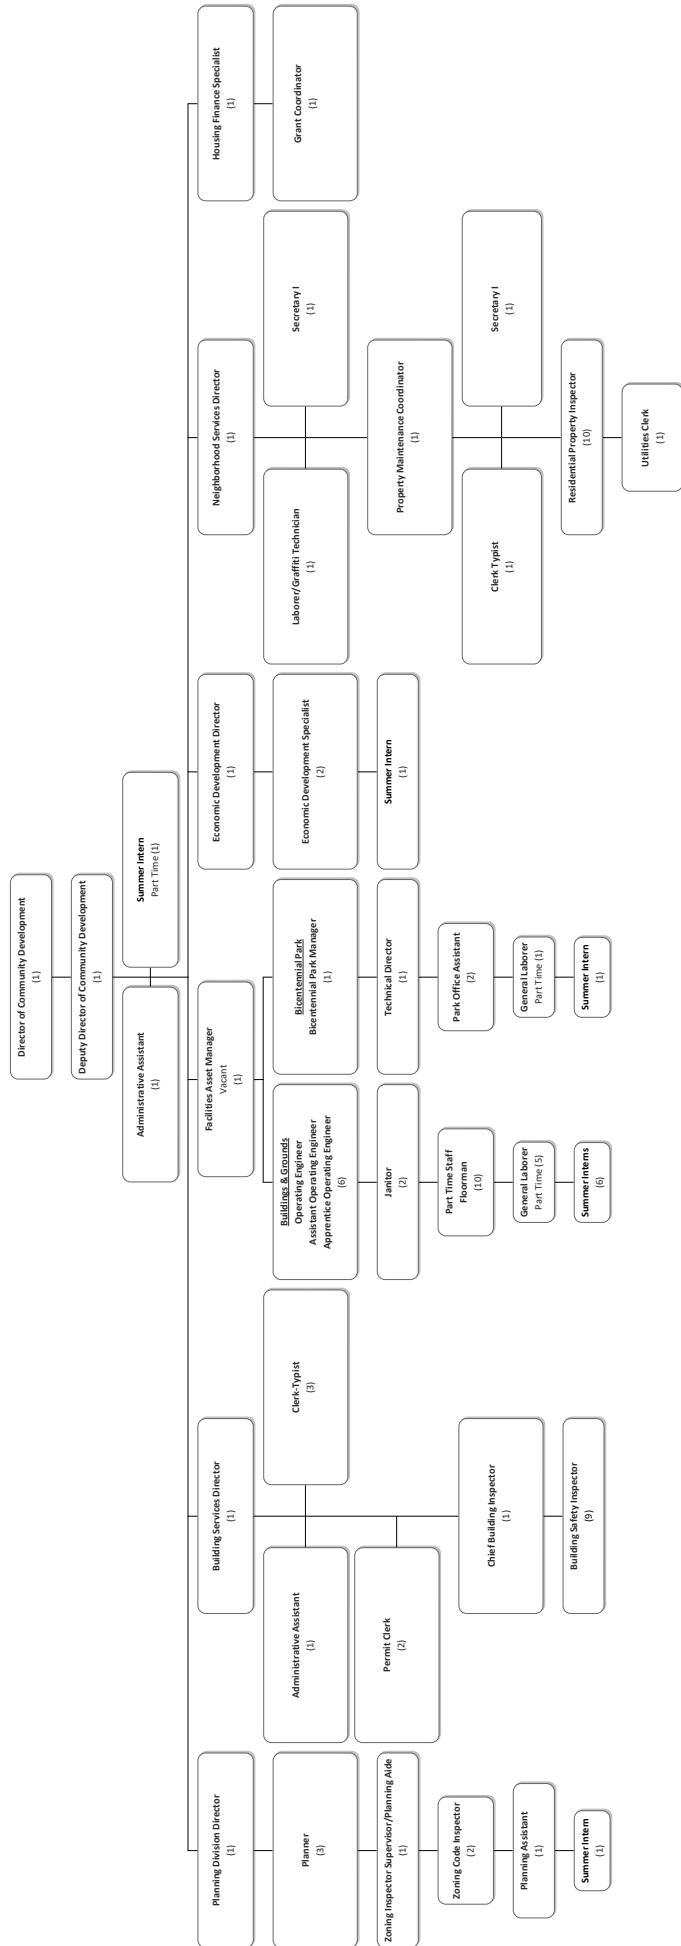 Director of Community Development
(1)
Deputy Director of Community Development
(1)
Administrative Assistant
(1)
Summer Intern
Part Time (1)
Planning Division Director
(1)
Planner
(3)
Zoning Inspector Supervisor/Planning Aide
(1)
Zoning Code Inspector
(2)
Planning Assistant
(1)
Summer Intern
(1)
Building Services Director
(1)
Administrative Assistant
(1)
Clerk-Typist
(3)
Permit Clerk
(2)
Chief Building Inspector
(1)
Building Safety Inspector
(9)
Facilities Asset Manager
Vacant
(1)
Buildings & Grounds
Operating Engineer
Assistant Operating Engineer
Apprentice Operating Engineer
(6)
Janitor
(2)
Part Time Staff
Floorman
(10)
General Laborer
Part Time (5)
Summer Interns
(6)
Bicentennial Park
Bicentennial Park Manager
(1)
Technical Director
(1)
Park Office Assistant
(2)
General Laborer
Part Time (1)
Summer Intern
(1)
Economic Development Director
(1)
Economic Development Specialist
(2)
Summer Intern
(1)
Neighborhood Services Director
(1)
Laborer/Graffiti Technician
(1)
Secretary I
(1)
Property Maintenance Coordinator
(1)
Clerk Typist
(1)
Secretary I
(1)
Residential Property Inspector
(10)
Utilities Clerk
(1)
Housing Finance Specialist
(1)
Grant Coordinator
(1)